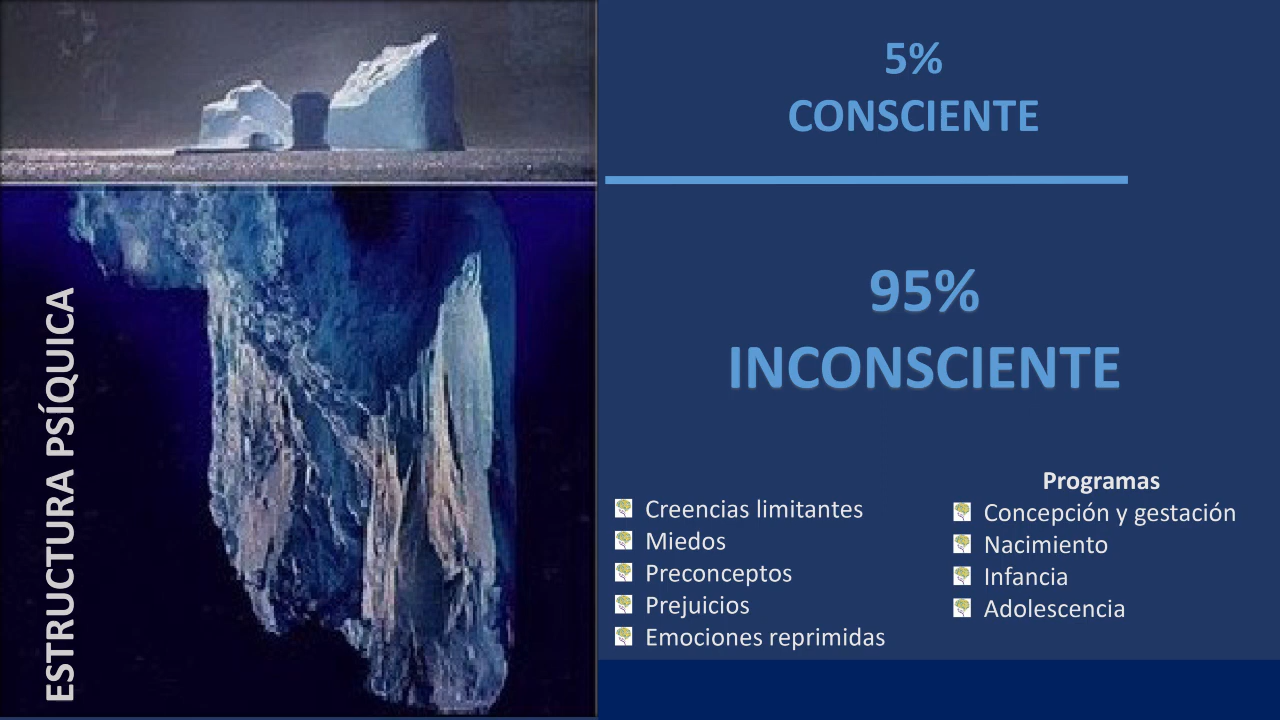 ESTRUCTURA PSÍQUICA
5%
CONSCIENTE
95%
INCONSCIENTE
Creencias limitantes
Miedos
Preconceptos
Prejuicios
Emociones reprimidas
Programas
Concepción y gestación
Nacimiento
Infancia
Adolescencia